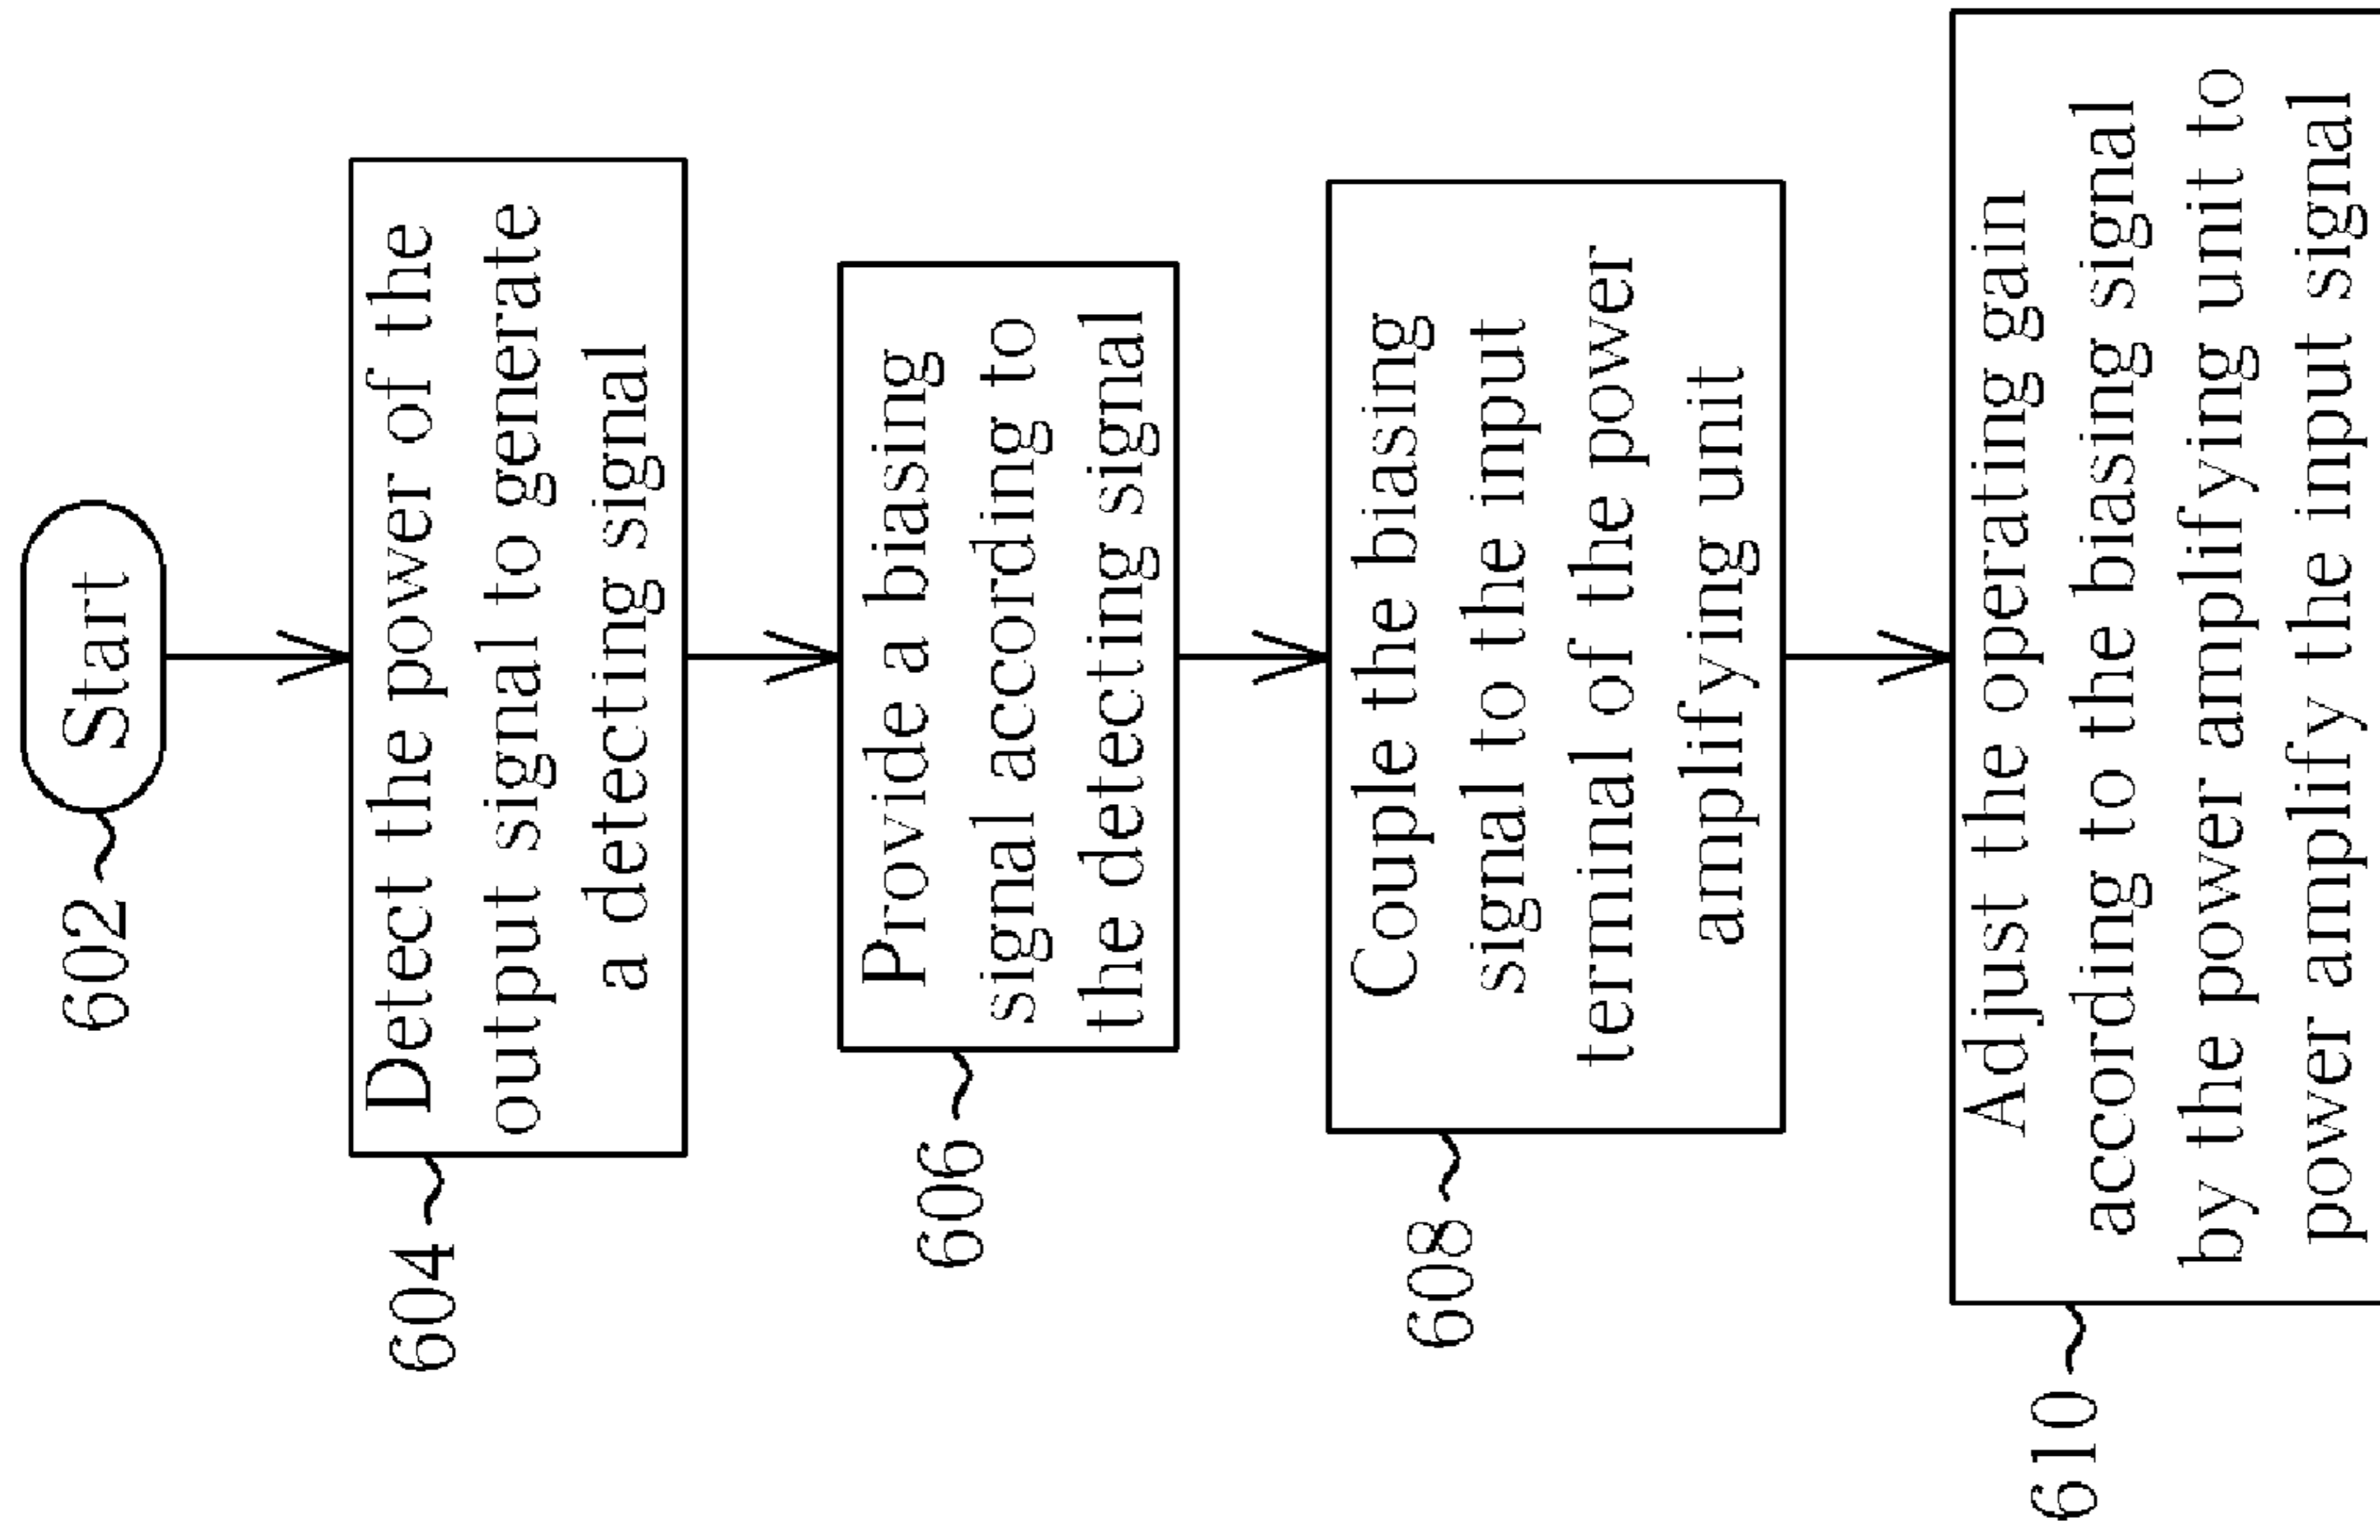 Start
602
Detect the power of the
output signal to generate
a detecting signal
604
Provide a biasing
signal according to
the detecting signal
606
Couple the biasing
signal to the input
terminal of the power
amplifying unit
608
Adjust the operating gain
according to the biasing signal
by the power amplifying unit to
power amplify the input signal
610